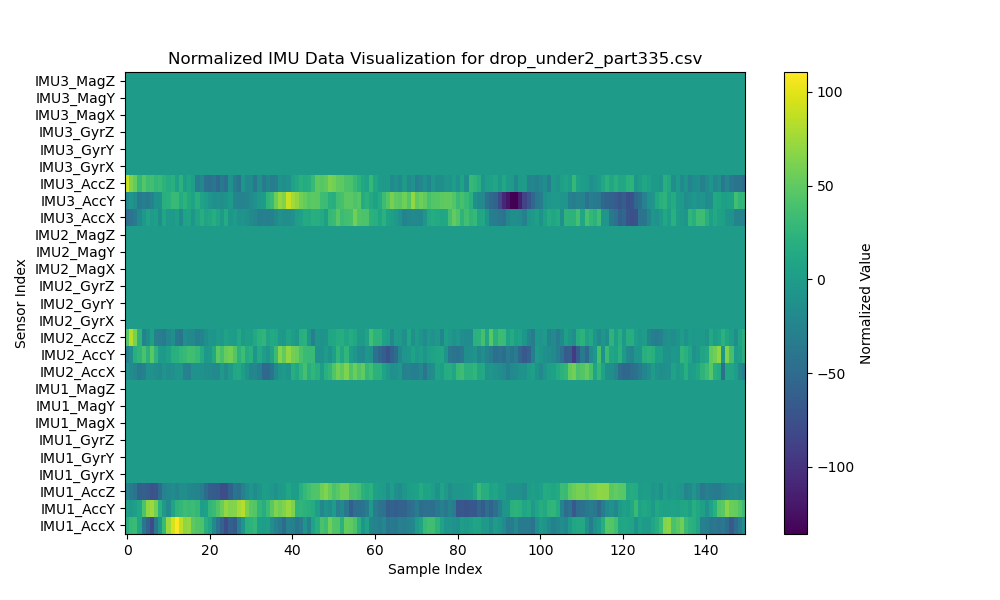 Normalized IMU Data Visualization for drop_under2_part335.csv
IMU3_MagZ
IMU3_MagY
IMU3_MagX
IMU3_GyrZ
IMU3_GyrY
IMU3_GyrX
IMU3_AccZ
IMU3_AccY
IMU3_AccX
IMU2_MagZ
IMU2_MagY
IMU2_MagX
IMU2_GyrZ
IMU2_GyrY
IMU2_GyrX
IMU2_AccZ
IMU2_AccY
IMU2_AccX
IMU1_MagZ
IMU1_MagY
IMU1_MagX
IMU1_GyrZ
IMU1_GyrY
IMU1_GyrX
IMU1_AccZ
IMU1_AccY
IMU1_AccX
Sensor Index
0 20 40 60 80 100 120 140
Sample Index
100
50
0
−50
−100
Normalized Value